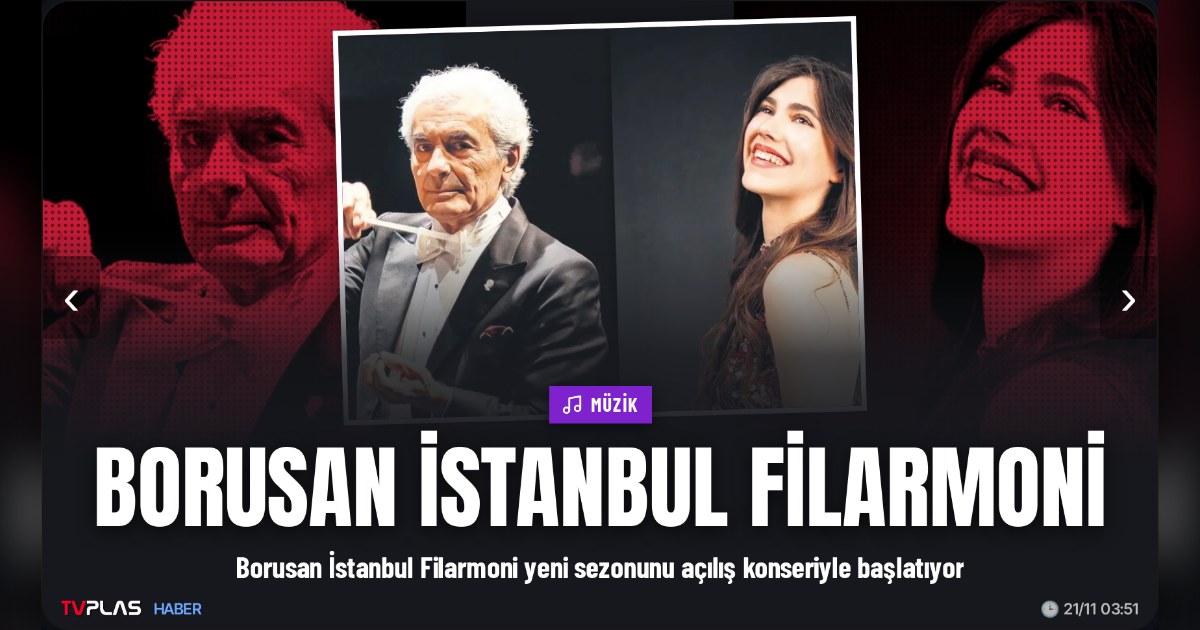 MÜZİK
BORUSAN İSTANBUL FİLARMONİ
Borusan İstanbul Filarmoni yeni sezonunu açılış konseriyle başlatıyor
TVPLAS HABER
21/11 03:51